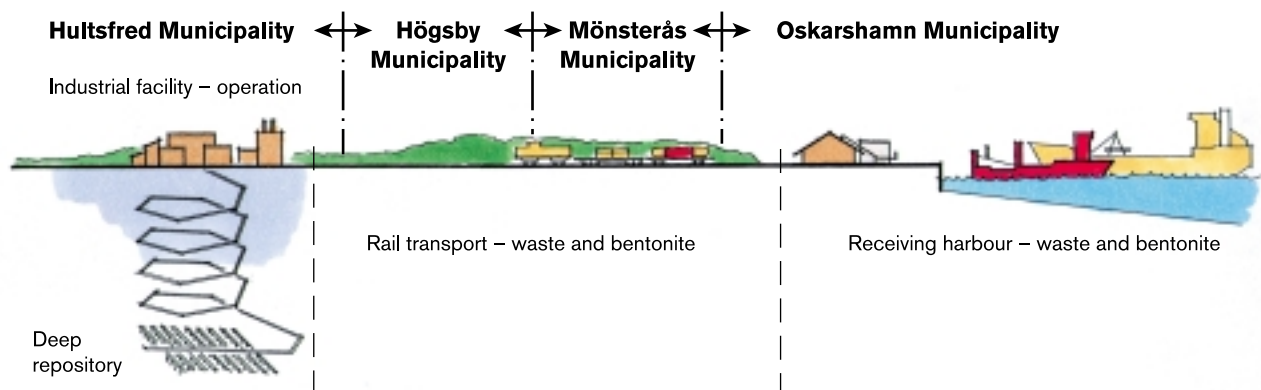 Hultsfred Municipality
Högsby
Municipality
Mönsterås
Municipality
Oskarshamn Municipality
Industrial facility – operation
Rail transport – waste and bentonite
Receiving harbour – waste and bentonite
Deep
repository